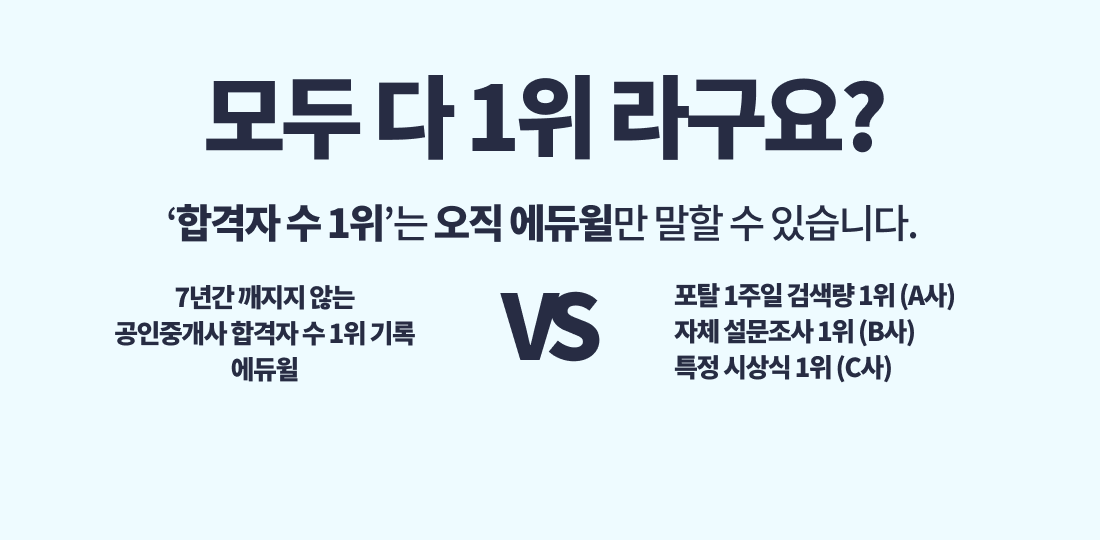 모두 다 1위 라구요?
‘합격자 수 1위’는 오직 에듀윌만 말할 수 있습니다.
7년간 깨지지 않는
공인중개사 합격자 수 1위 기록
에듀윌
VS
포탈 1주일 검색량 1위 (A사)
자체 설문조사 1위 (B사)
특정 시상식 1위 (C사)